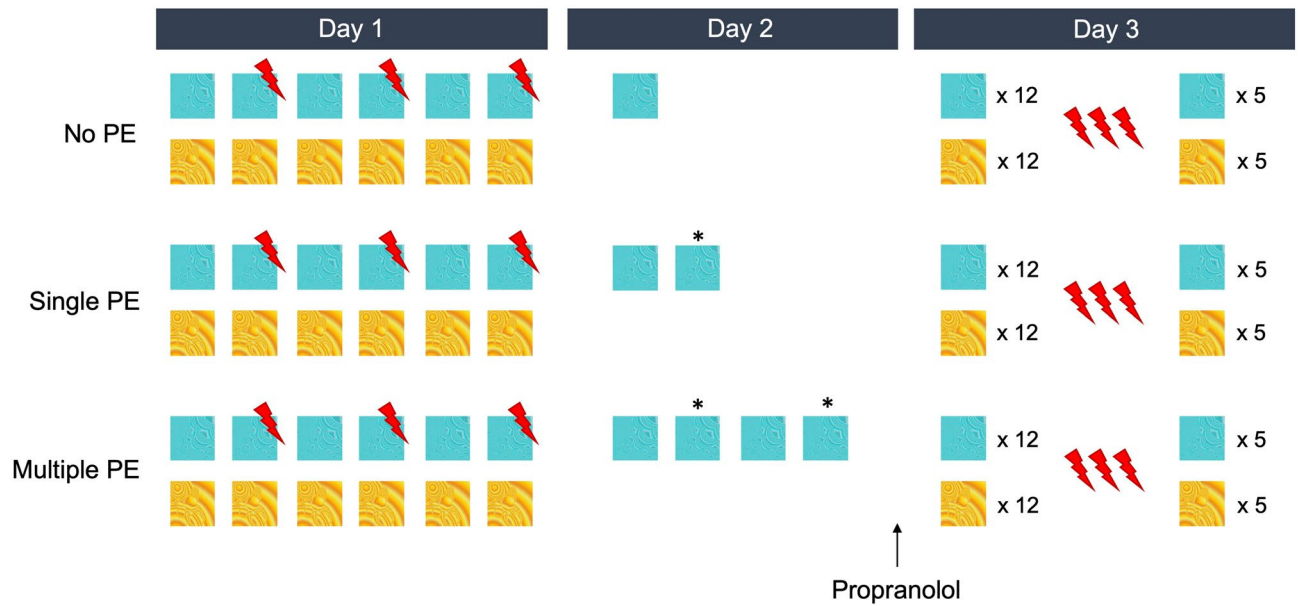 Day 1
Day 2
Day 3
No PE
x 12
x 5
x 12
x 5
*
Single PE
x 12
x 5
x 12
x 5
* *
Multiple PE
x 12
x 5
x 12
x 5
Propranolol